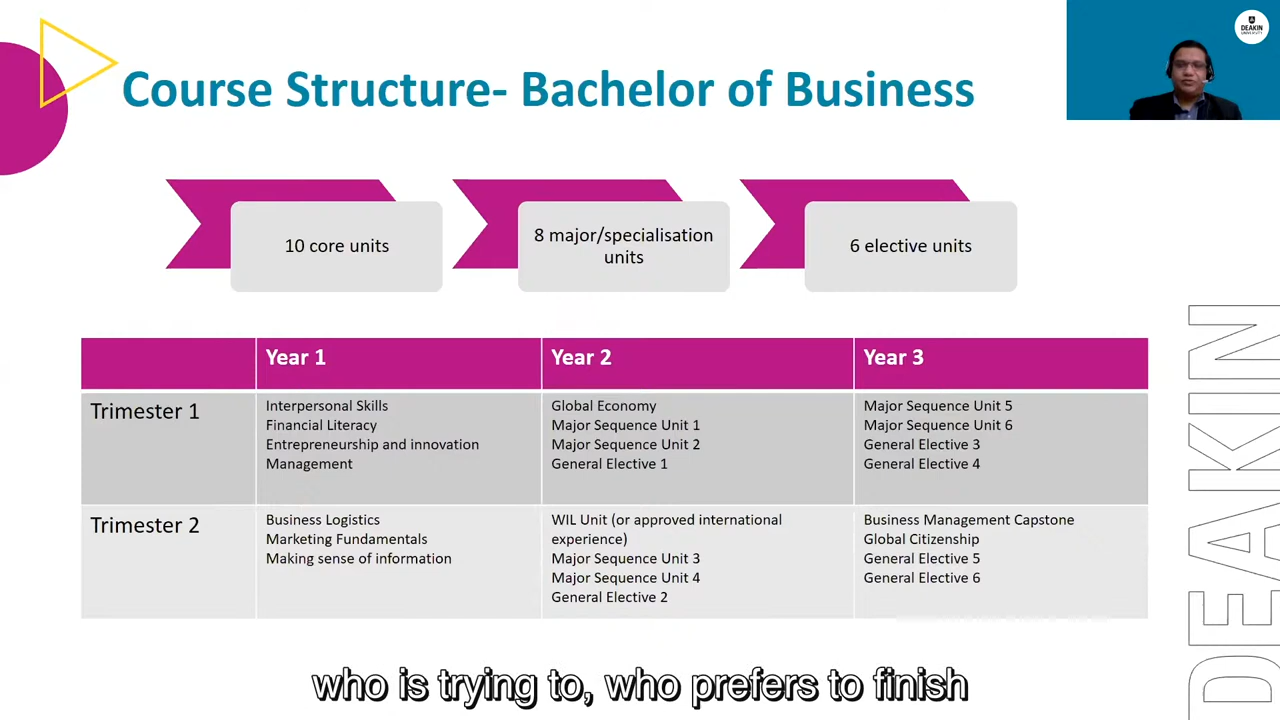 DEAKIN
UNIVERSITY
Course Structure- Bachelor of Business
10 core units
8 major/specialisation
units
6 elective units
Year 1
Year 2
Year 3
Trimester 1
Interpersonal Skills
Financial Literacy
Entrepreneurship and innovation
Management
Global Economy
Major Sequence Unit 1
Major Sequence Unit 2
General Elective 1
Major Sequence Unit 5
Major Sequence Unit 6
General Elective 3
General Elective 4
Trimester 2
Business Logistics
Marketing Fundamentals
Making sense of information
WIL Unit (or approved international
experience)
Major Sequence Unit 3
Major Sequence Unit 4
General Elective 2
Business Management Capstone
Global Citizenship
General Elective 5
General Elective 6
DEAKIN
who is trying to, who prefers to finish